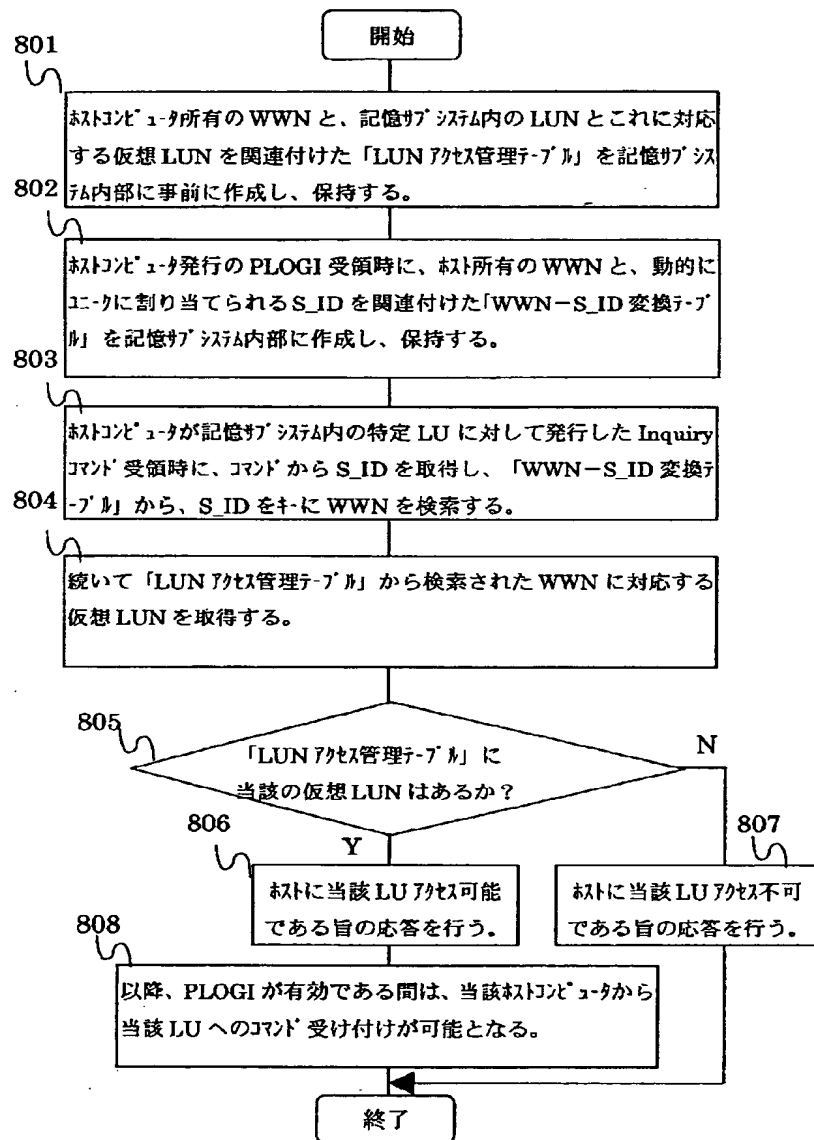 開始
801
ﾎｽﾄｺﾝﾋﾟｭｰﾀ所有の WWN と、記憶ｻﾌﾞｼｽﾃﾑ内の LUN とこれに対応
する仮想 LUN を関連付けた「LUN ｱｸｾｽ管理ﾃｰﾌﾞﾙ」を記憶ｻﾌﾞｼｽ
ﾃﾑ内部に事前に作成し、保持する。
802
ﾎｽﾄｺﾝﾋﾟｭｰﾀ発行の PLOGI 受領時に、ﾎｽﾄ所有の WWN と、動的に
ﾕﾆｰｸに割り当てられる S_ID を関連付けた「WWN－S_ID 変換ﾃｰﾌﾞ
ﾙ」を記憶ｻﾌﾞｼｽﾃﾑ内部に作成し、保持する。
803
ﾎｽﾄｺﾝﾋﾟｭｰﾀが記憶ｻﾌﾞｼｽﾃﾑ内の特定 LU に対して発行した Inquiry
ｺﾏﾝﾄﾞ受領時に、ｺﾏﾝﾄﾞから S_ID を取得し、「WWN－S_ID 変換ﾃ
ｰﾌﾞﾙ」から、S_ID をｷｰに WWN を検索する。
804
続いて「LUN ｱｸｾｽ管理ﾃｰﾌﾞﾙ」から検索された WWN に対応する
仮想 LUN を取得する。
805
「LUN ｱｸｾｽ管理ﾃｰﾌﾞﾙ」に
当該の仮想 LUN はあるか？
N
Y
806
ﾎｽﾄに当該 LU ｱｸｾｽ可能
である旨の応答を行う。
807
ﾎｽﾄに当該 LU ｱｸｾｽ不可
である旨の応答を行う。
808
以降、PLOGI が有効である間は、当該ﾎｽﾄｺﾝﾋﾟｭｰﾀから
当該 LU へのｺﾏﾝﾄﾞ受け付けが可能となる。
終了